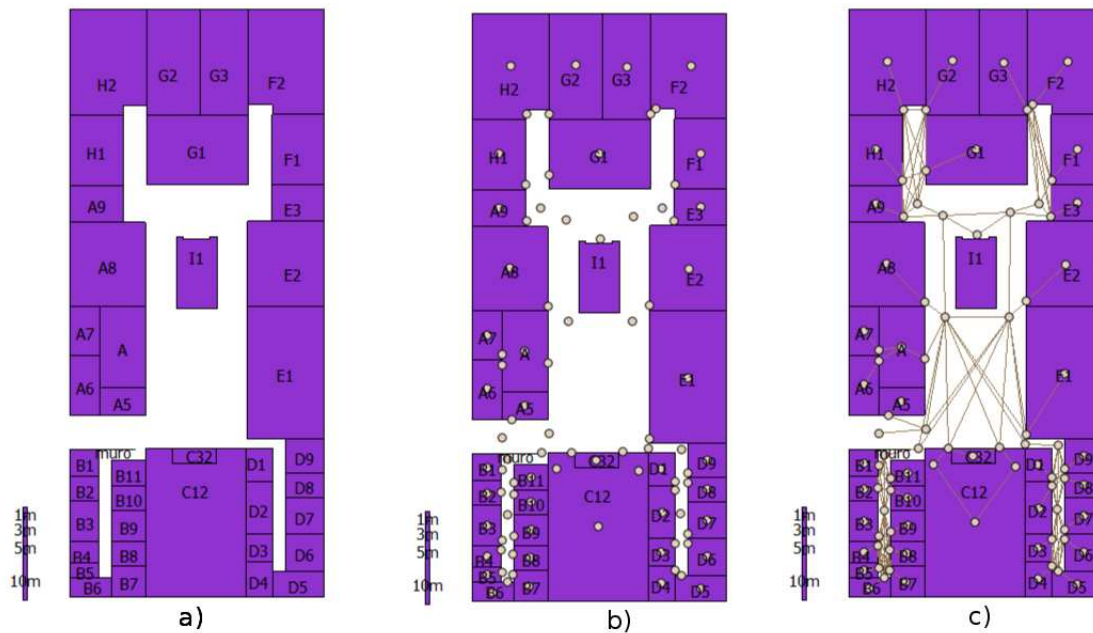 H2 G2 G3 F2
H1 G1 F1
A9 E3
A8 I1 E2
A7 A
A6 E1
A5
muro
B1 C32 D1 D9
B2 B11 D8
B10 C12
B3 B9 D2 D7
B4 B8 D3 D6
B5
B6 B7 D4 D5
1m
3m
5m
10m
a)
H2 G2 G3 F2
H1 G1 F1
A9 E3
A8 I1 E2
A7 A
A6 E1
A5
muro
B1 C32 D1 D9
B2 B11 D8
B10 C12
B3 B9 D2 D7
B4 B8 D3 D6
B5
B6 B7 D4 D5
1m
3m
5m
10m
b)
H2 G2 G3 F2
H1 G1 F1
A9 E3
A8 I1 E2
A7 A
A6 E1
A5
B1 C32 D1 D9
B2 B11 D8
B10 C12
B3 B9 D2 D7
B4 B8 D3 D6
B5
B6 B7 D4 D5
1m
3m
5m
10m
c)